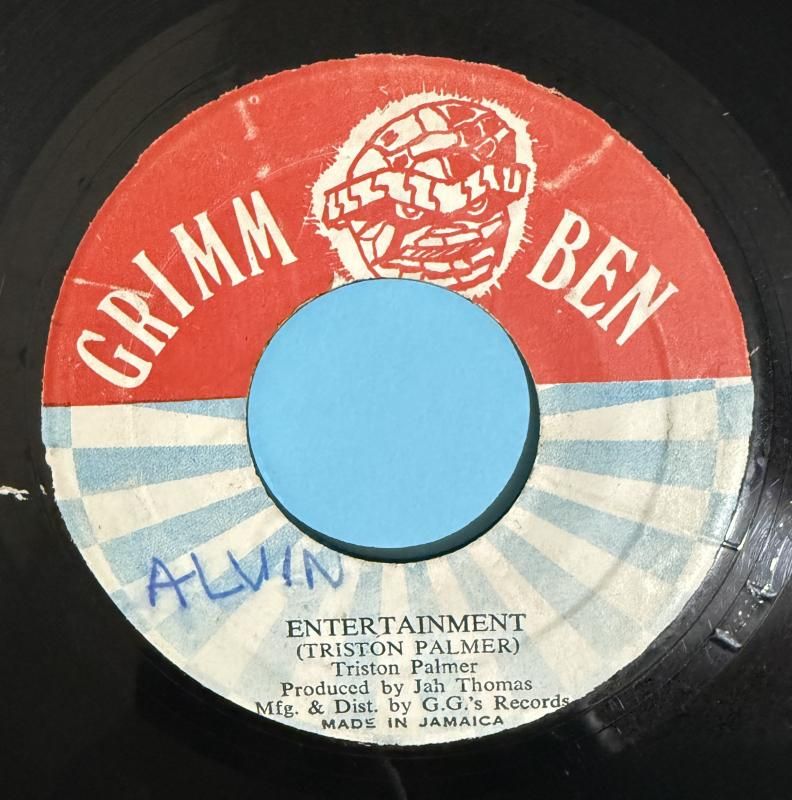 GRIMM BEN
ALVIN
ENTERTAINMENT
(TRISTON PALMER)
Triston Palmer
Produced by Jah Thomas
Mfg. & Dist. by G.G.'s Records
MADE IN JAMAICA